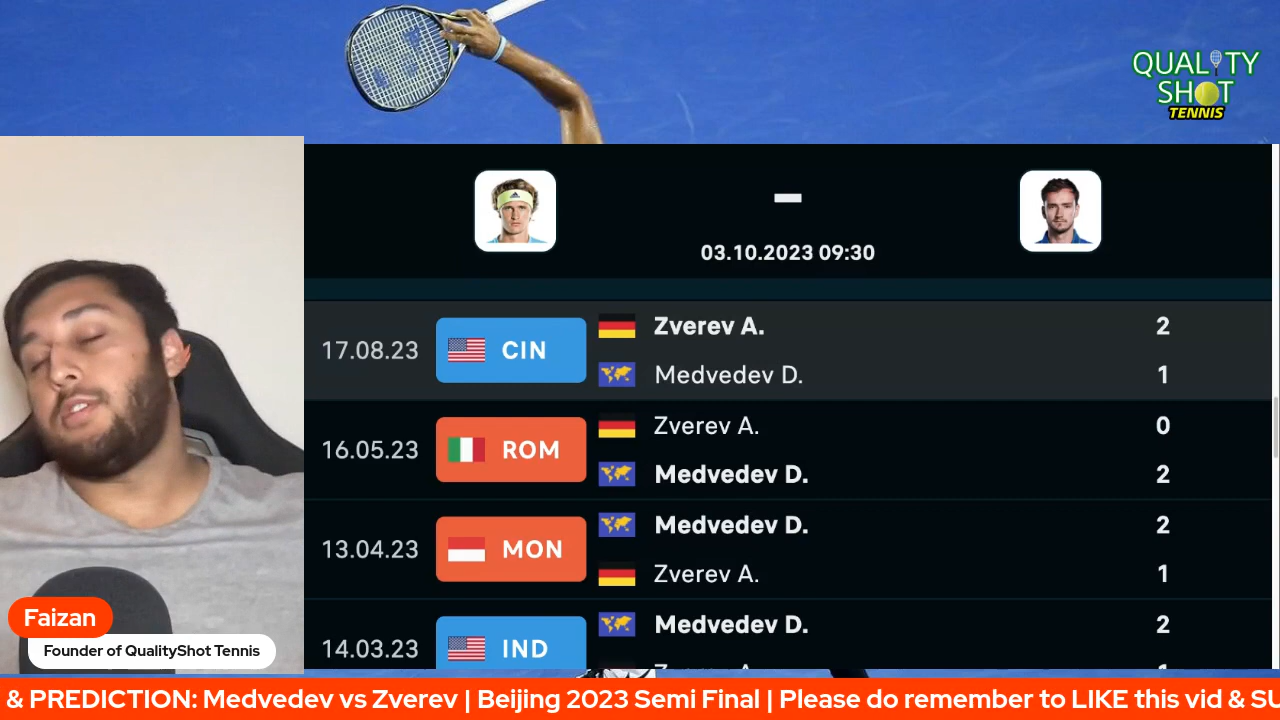 QUALITY
SHOT
TENNIS
03.10.2023 09:30
17.08.23 CIN Zverev A. 2
Medvedev D. 1
16.05.23 ROM Zverev A. 0
Medvedev D. 2
13.04.23 MON Medvedev D. 2
Zverev A. 1
14.03.23 IND Medvedev D. 2
Faizan
Founder of QualityShot Tennis
& PREDICTION: Medvedev vs Zverev | Beijing 2023 Semi Final | Please do remember to LIKE this vid & SU